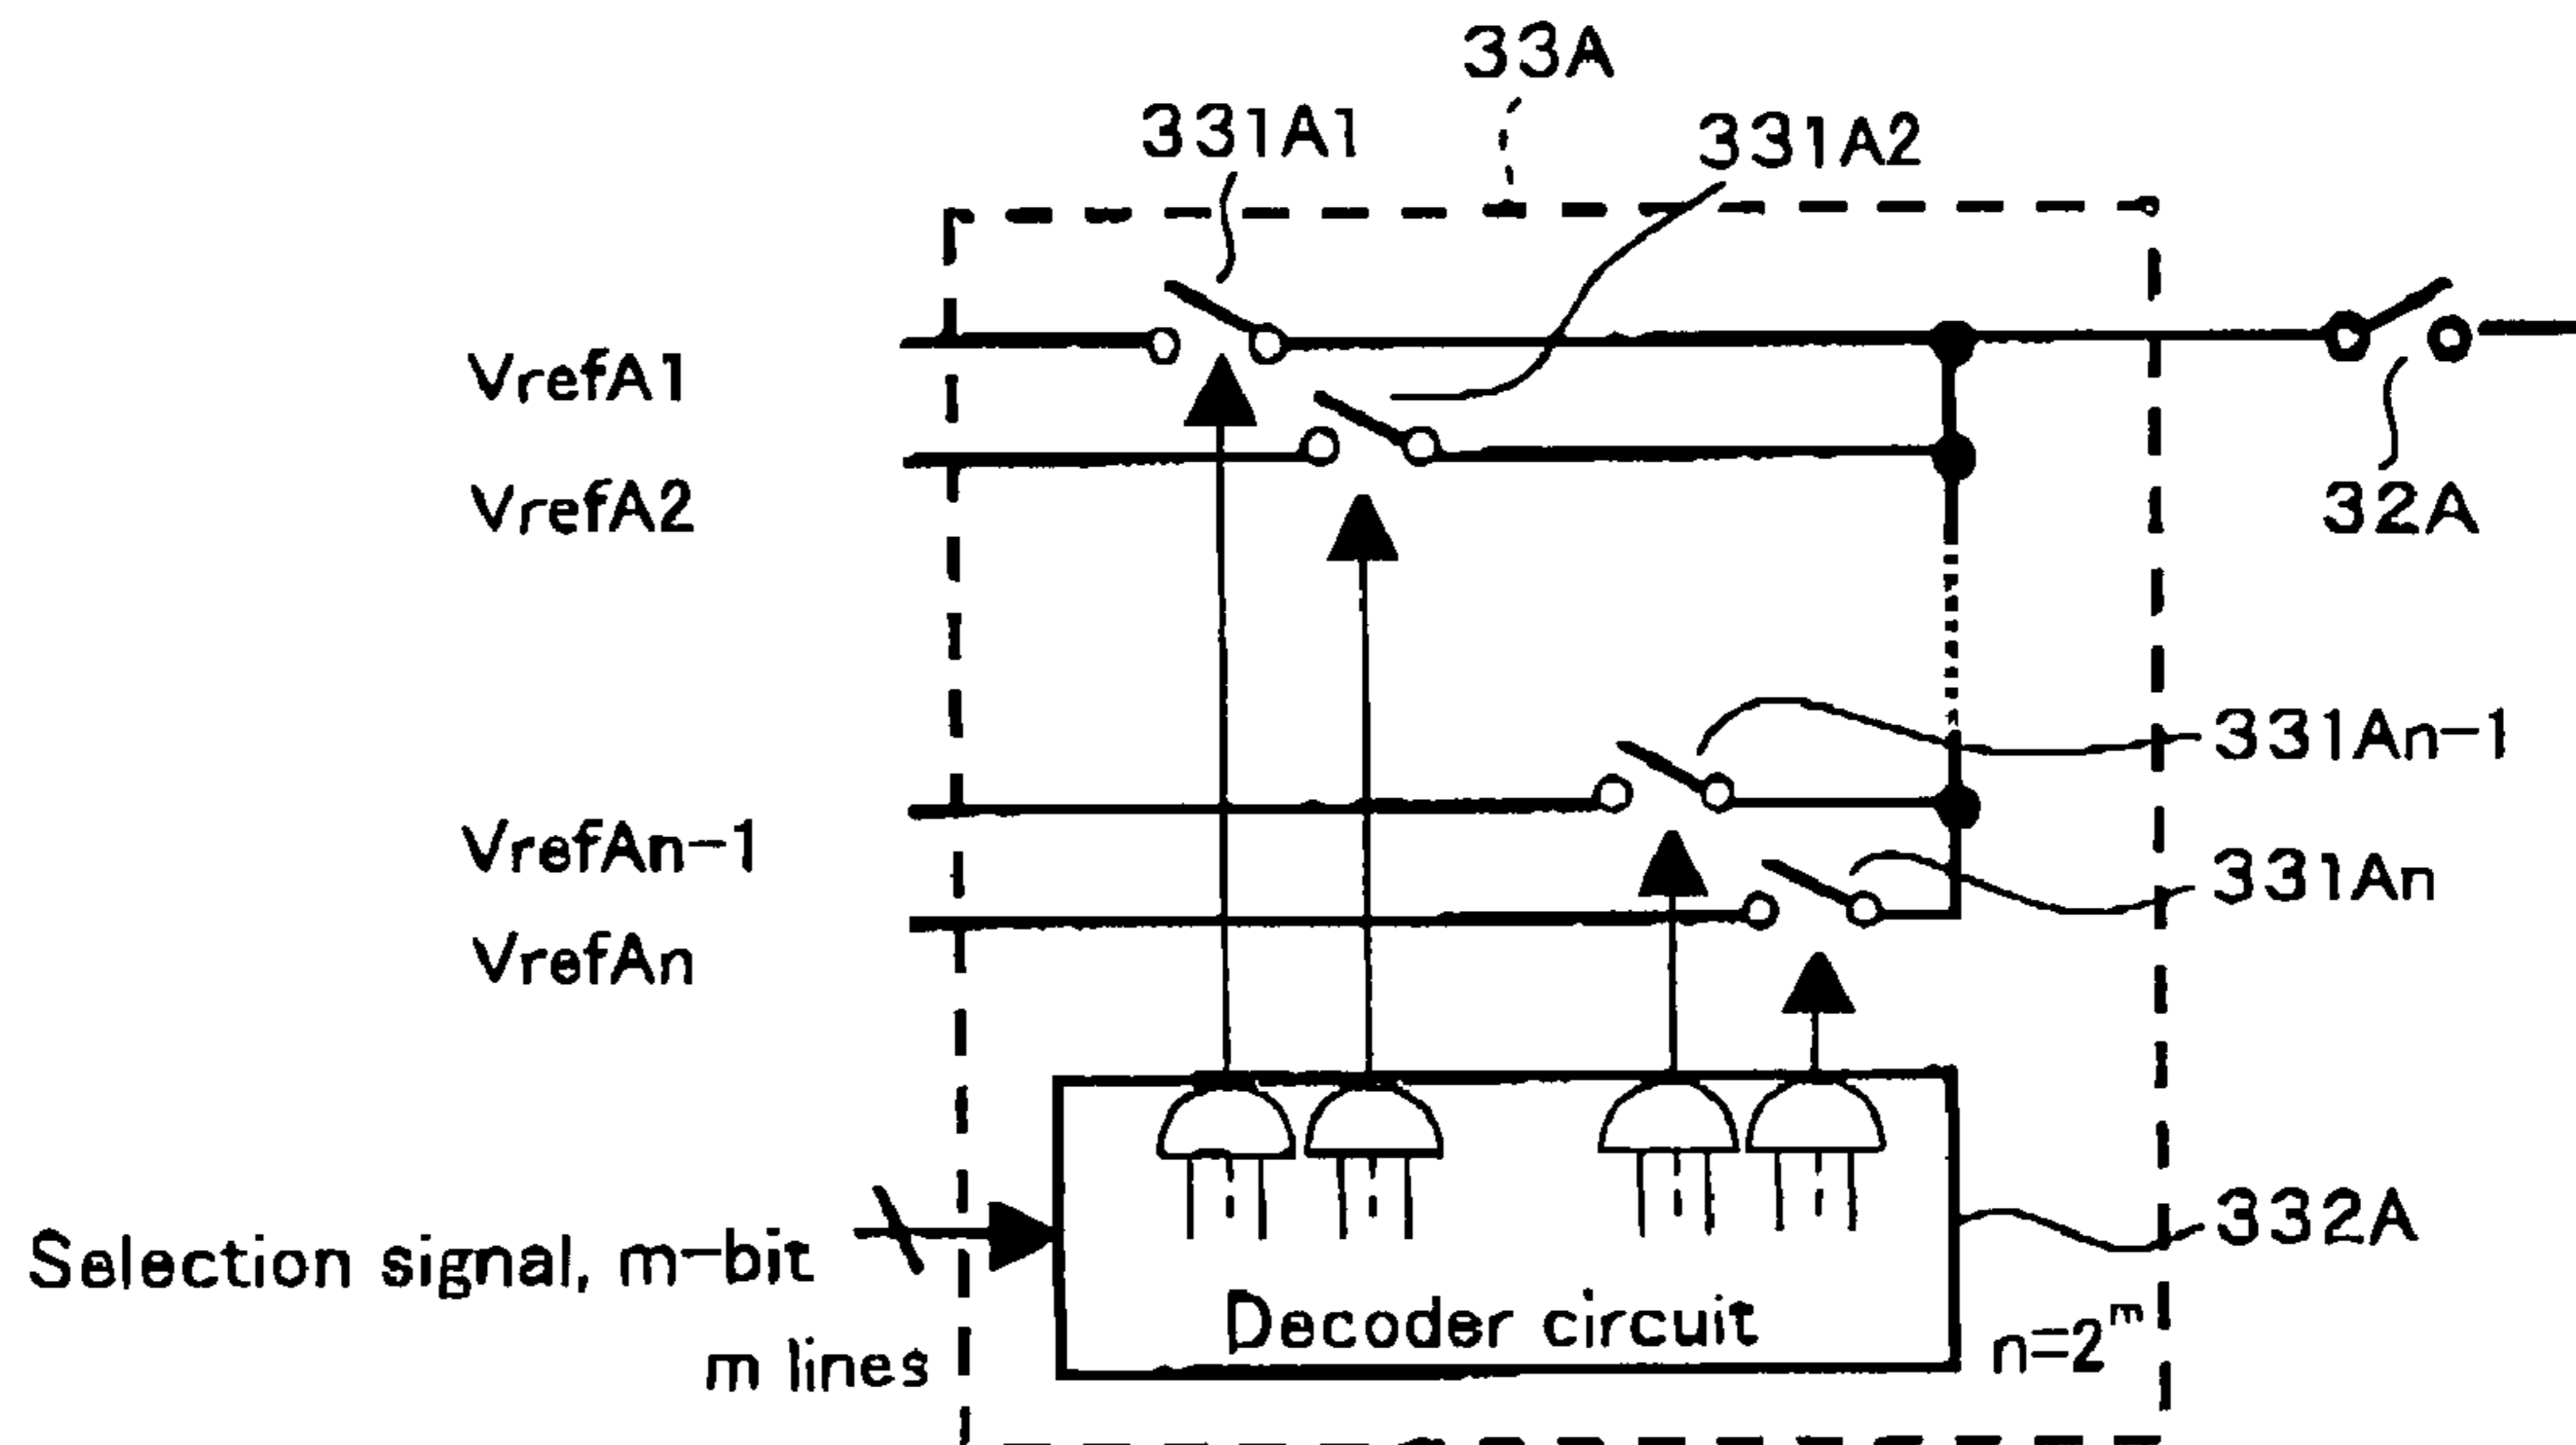 33A
331A1
331A2
VrefA1
VrefA2
32A
331An-1
VrefAn-1
331An
VrefAn
332A
Selection signal, m-bit
m lines
Decoder circuit
n=2^m